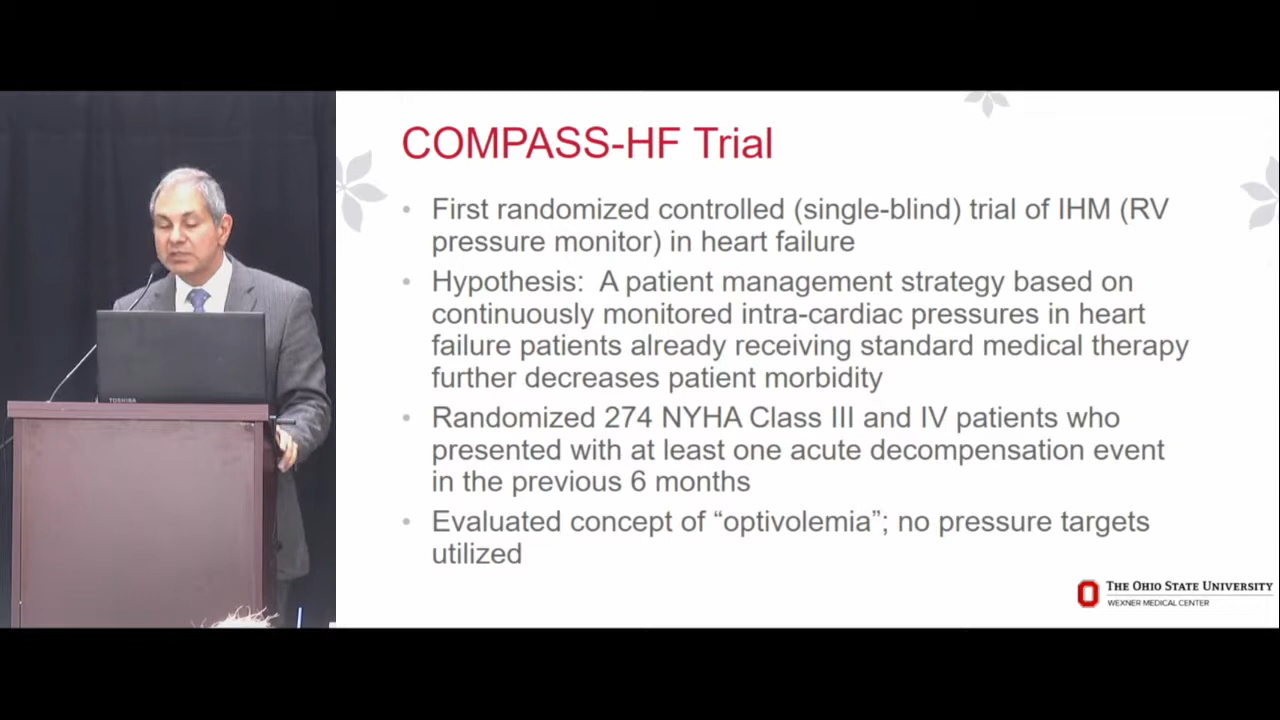 COMPASS-HF Trial
• First randomized controlled (single-blind) trial of IHM (RV
pressure monitor) in heart failure
• Hypothesis:  A patient management strategy based on
continuously monitored intra-cardiac pressures in heart
failure patients already receiving standard medical therapy
further decreases patient morbidity
• Randomized 274 NYHA Class III and IV patients who
presented with at least one acute decompensation event
in the previous 6 months
• Evaluated concept of “optivolemia”; no pressure targets
utilized
THE OHIO STATE UNIVERSITY
WEXNER MEDICAL CENTER
TOSHIBA